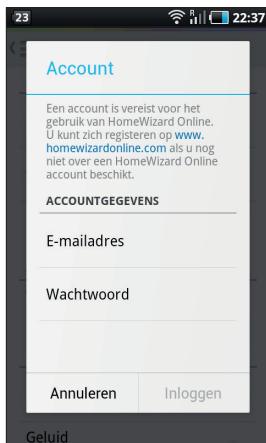 23
22:37
Account
Een account is vereist voor het
gebruik van HomeWizard Online.
U kunt zich registeren op www.
homewizardonline.com als u nog
niet over een HomeWizard Online
account beschikt.
ACCOUNTGEGEVENS
E-mailadres
Wachtwoord
Annuleren
Inloggen
Geluid